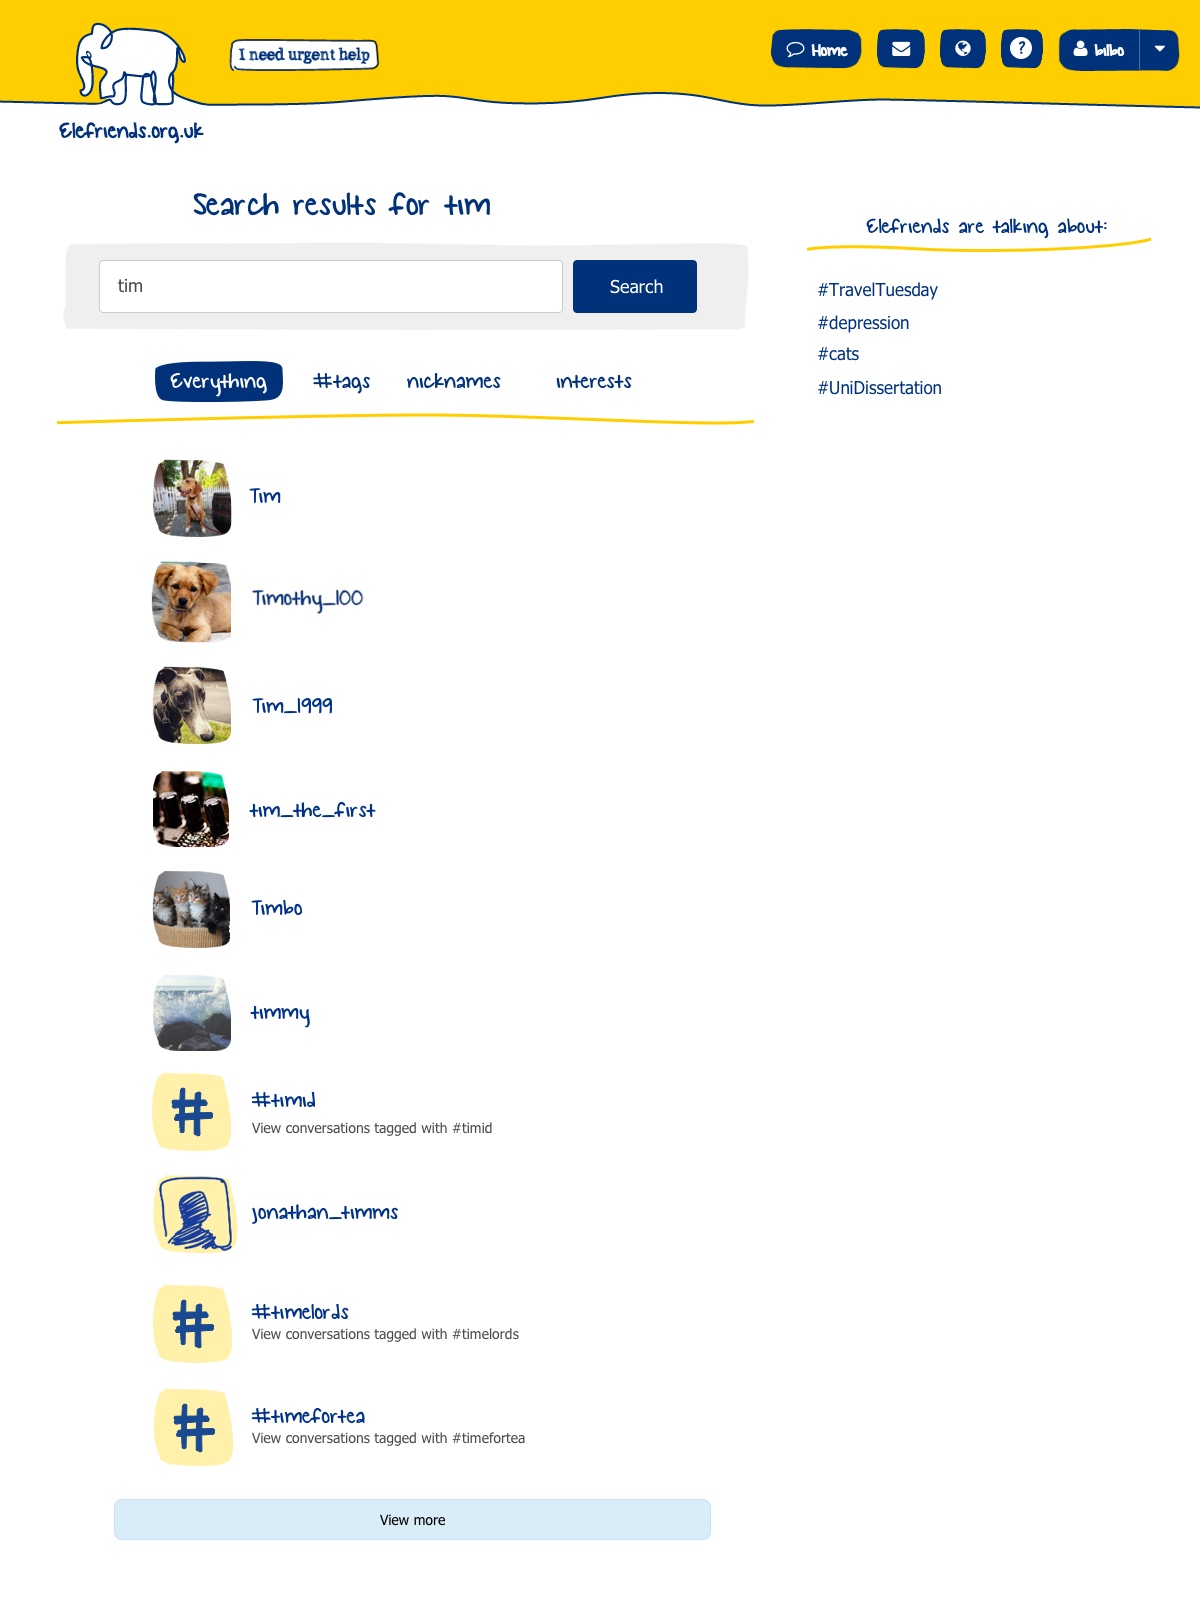 I need urgent help
Home
?
bilbo
Elefriends.org.uk
Search results for tim
tim
Search
Everything
#tags
nicknames
interests
Tim
Timothy_100
Tim_1999
tim_the_first
Timbo
timmy
#
#timid
View conversations tagged with #timid
jonathan_timms
#
#timelords
View conversations tagged with #timelords
#
#timefortea
View conversations tagged with #timefortea
View more
Elefriends are talking about:
#TravelTuesday
#depression
#cats
#UniDissertation